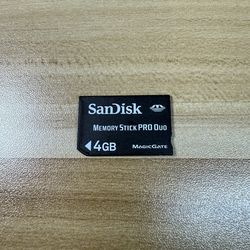 SanDisk
MEMORY STICK PRO DUO
4GB
MAGICGATE